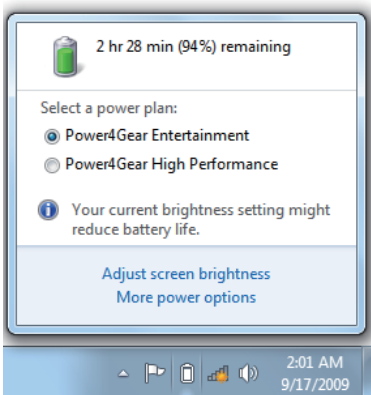 2 hr 28 min (94%) remaining
Select a power plan:
Power4Gear Entertainment
Power4Gear High Performance
Your current brightness setting might
reduce battery life.
Adjust screen brightness
More power options
2:01 AM
9/17/2009